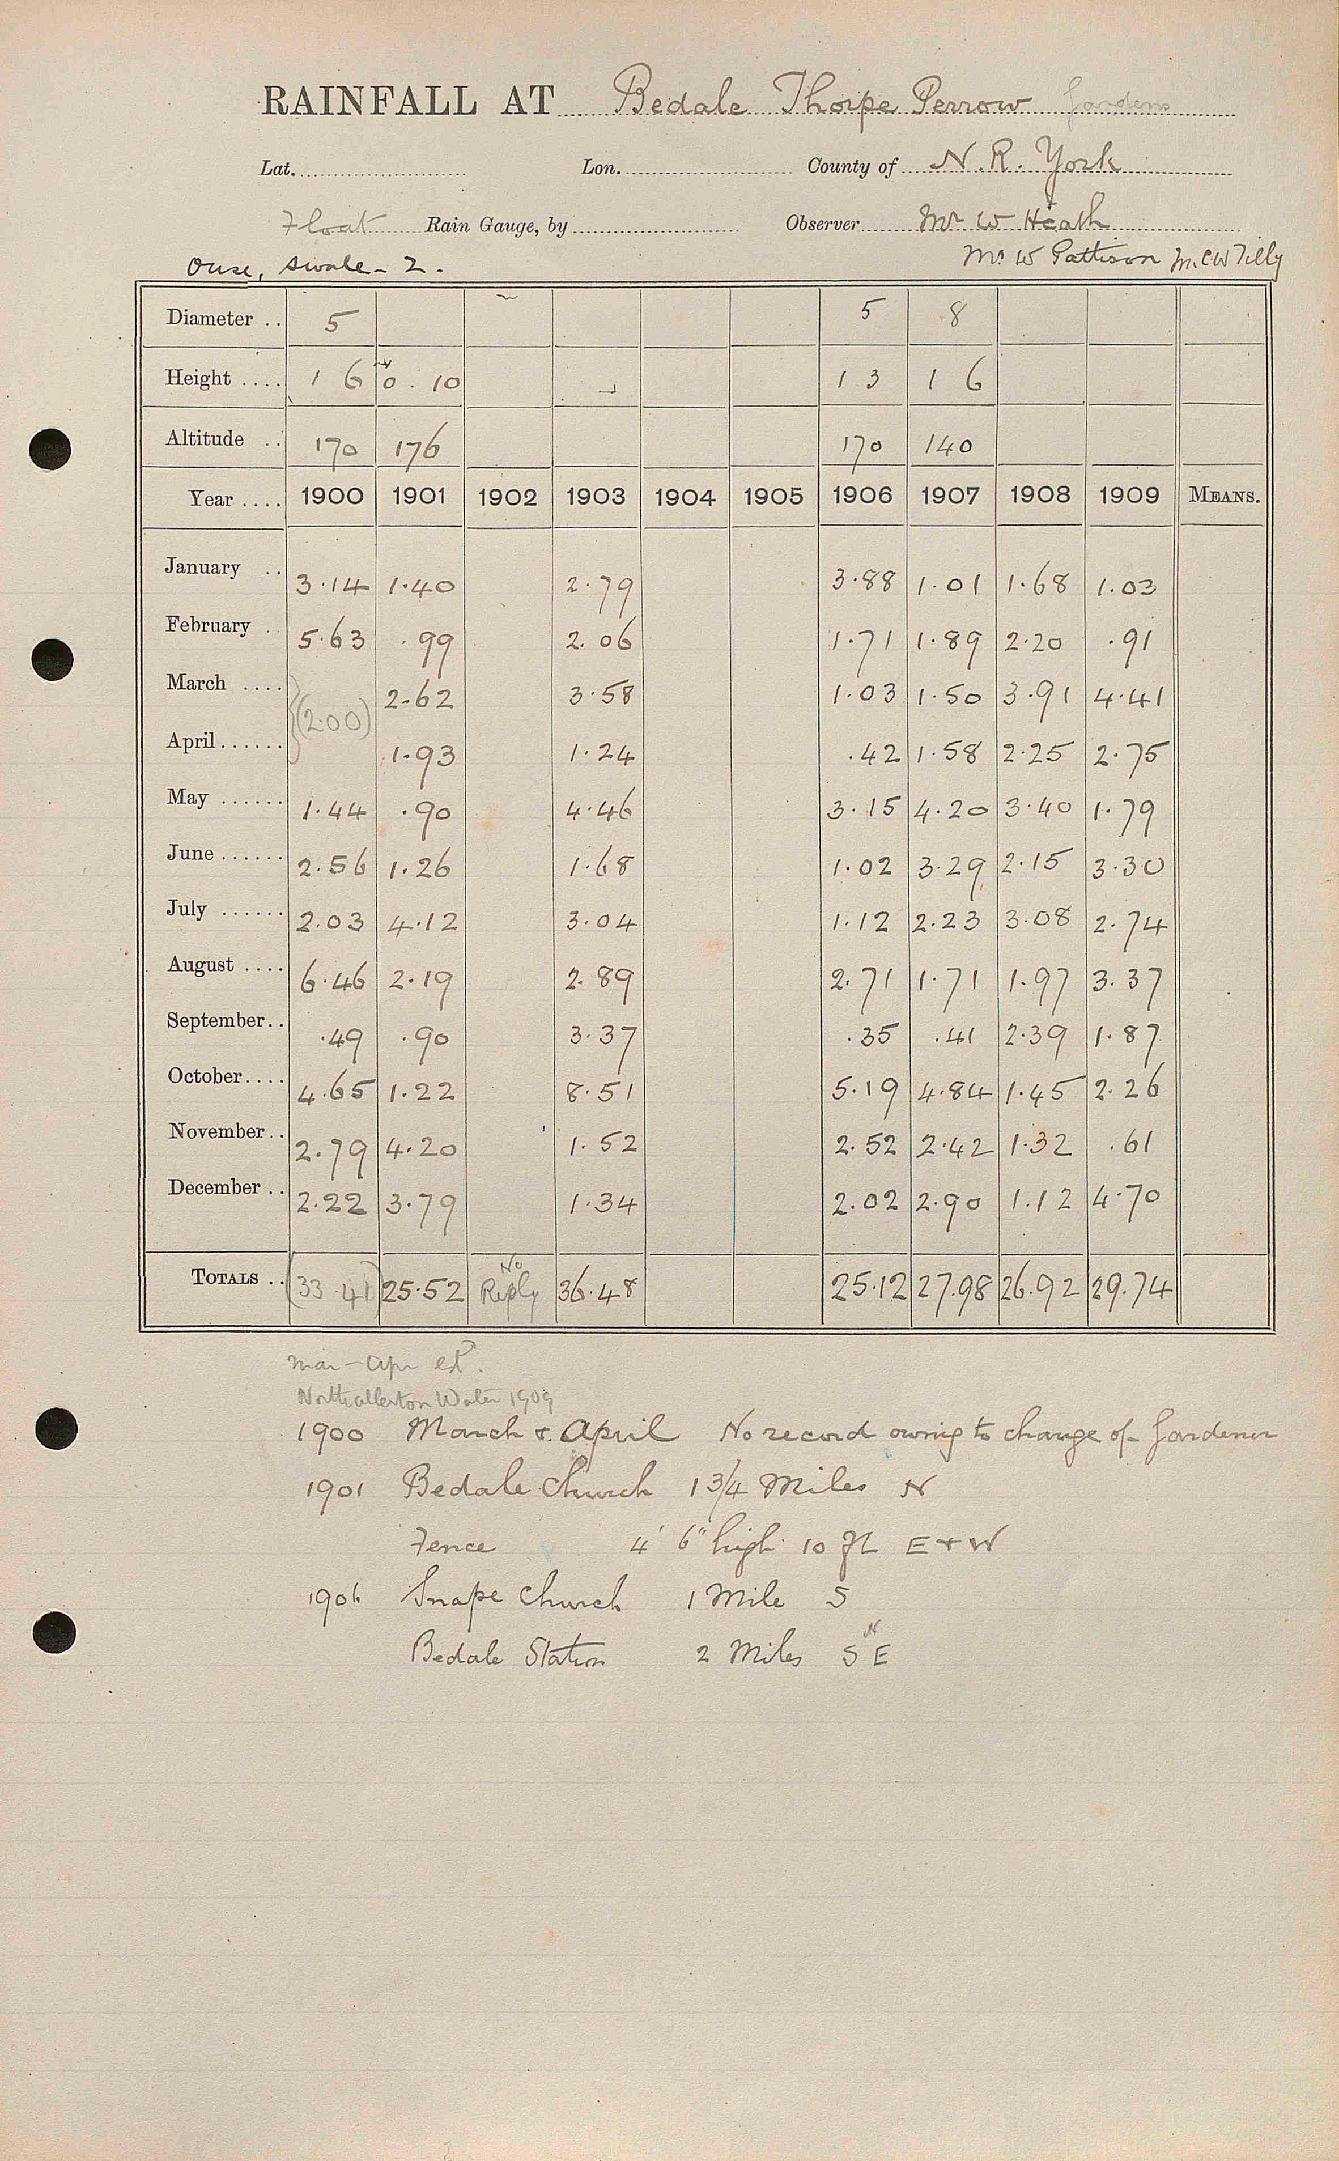 RAINFALL AT Bedale Thorpe Perrow Gardens
Lat. Lon. County of N. R. York
Float Rain Gauge, by Observer Mr W Heath
Ouse, Swale - 2. Mr W Pattison Mr C W Tilly
Diameter .. 5 5 8
Height .... 1 6 0 . 10 1 3 1 6
Altitude .. 170 176 170 140
Year .... 1900 1901 1902 1903 1904 1905 1906 1907 1908 1909 MEANS.
January .. 3.14 1.40 2.79 3.88 1.01 1.68 1.03
February . 5.63 .99 2.06 1.71 1.89 2.20 .91
March .... (2.00) 2.62 3.58 1.03 1.50 3.91 4.41
April ...... 1.93 1.24 .42 1.58 2.25 2.75
May ...... 1.44 .90 4.46 3.15 4.20 3.40 1.79
June ...... 2.56 1.26 1.68 1.02 3.29 2.15 3.30
July ...... 2.03 4.12 3.04 1.12 2.23 3.08 2.74
August .... 6.46 2.19 2.89 2.71 1.71 1.97 3.37
September .. .49 .90 3.37 .35 .41 2.39 1.87
October .... 4.65 1.22 8.51 5.19 4.84 1.45 2.26
November .. 2.79 4.20 1.52 2.52 2.42 1.32 .61
December .. 2.22 3.79 1.34 2.02 2.90 1.12 4.70
TOTALS .. (33 41) 25.52 No Reply 36.48 25.12 27.98 26.92 29.74
Mar - Apr
Northallerton Water 1909
1900 March & April No record owing to change of Gardener
1901 Bedale Church 1 3/4 Miles N
Fence 4' 6" high 10 ft E + W
1906 Snape Church 1 Mile S
Bedale Station 2 Miles S N E